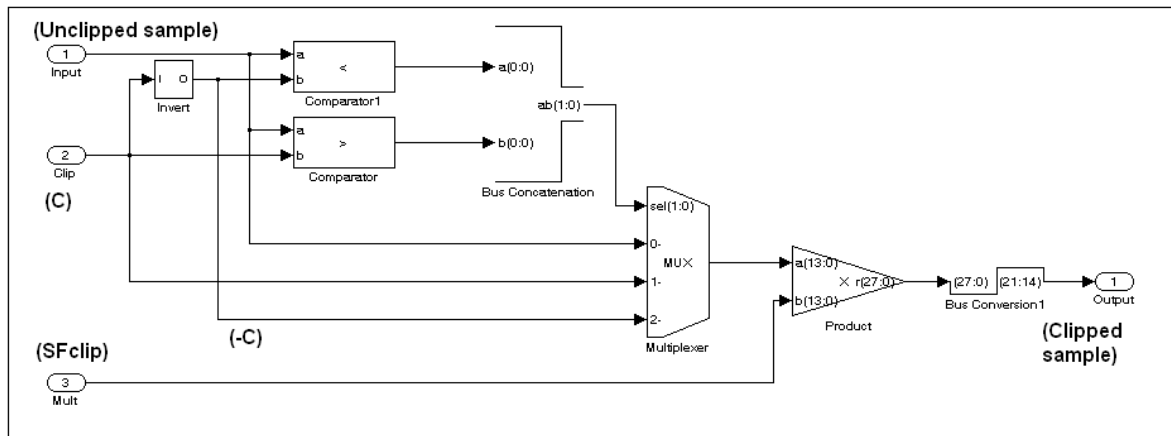 (Unclipped sample)
1
Input
I O
Invert
a
b
<
Comparator1
a
b
>
Comparator
a(0:0)
ab(1:0)
b(0:0)
Bus Concatenation
2
Clip
(C)
sel(1:0)
0-
MUX
1-
2-
Multiplexer
(-C)
a(13:0)
× r(27:0)
b(13:0)
Product
(27:0)
(21:14)
Bus Conversion1
1
Output
(Clipped
sample)
(SFclip)
3
Mult